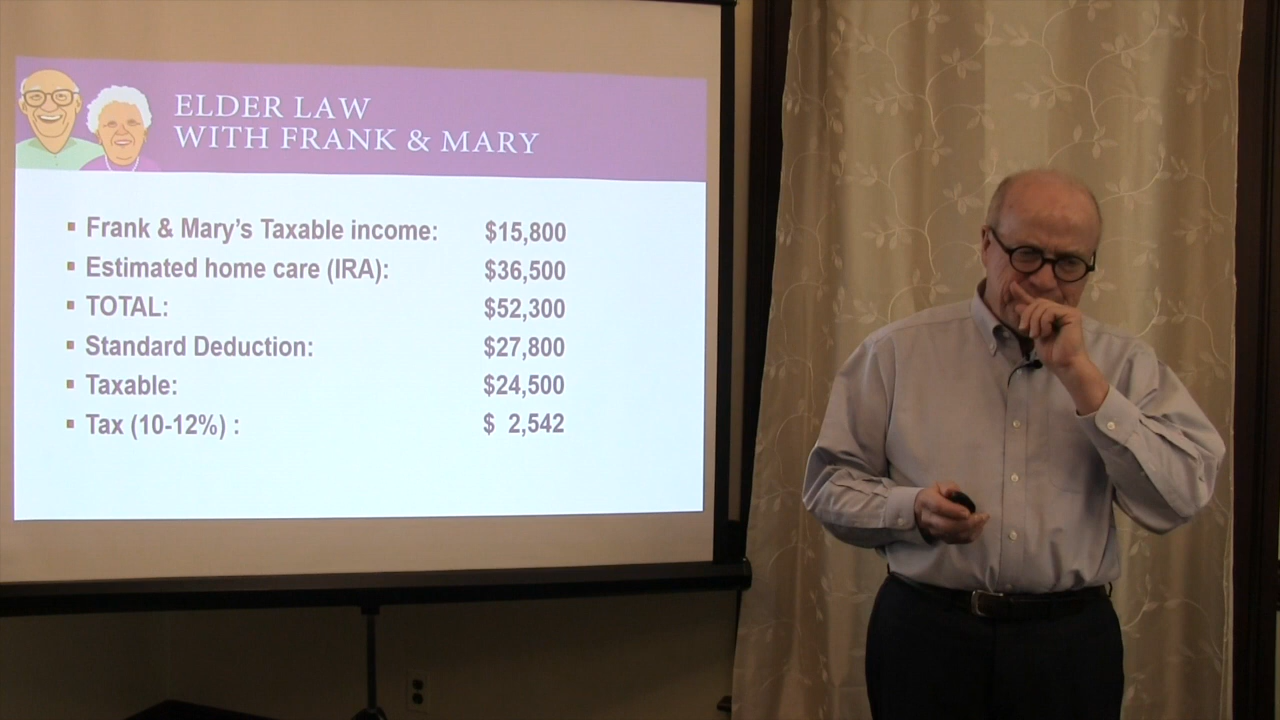 ELDER LAW
WITH FRANK & MARY
▪ Frank & Mary's Taxable income: $15,800
▪ Estimated home care (IRA): $36,500
▪ TOTAL: $52,300
▪ Standard Deduction: $27,800
▪ Taxable: $24,500
▪ Tax (10-12%) : $ 2,542